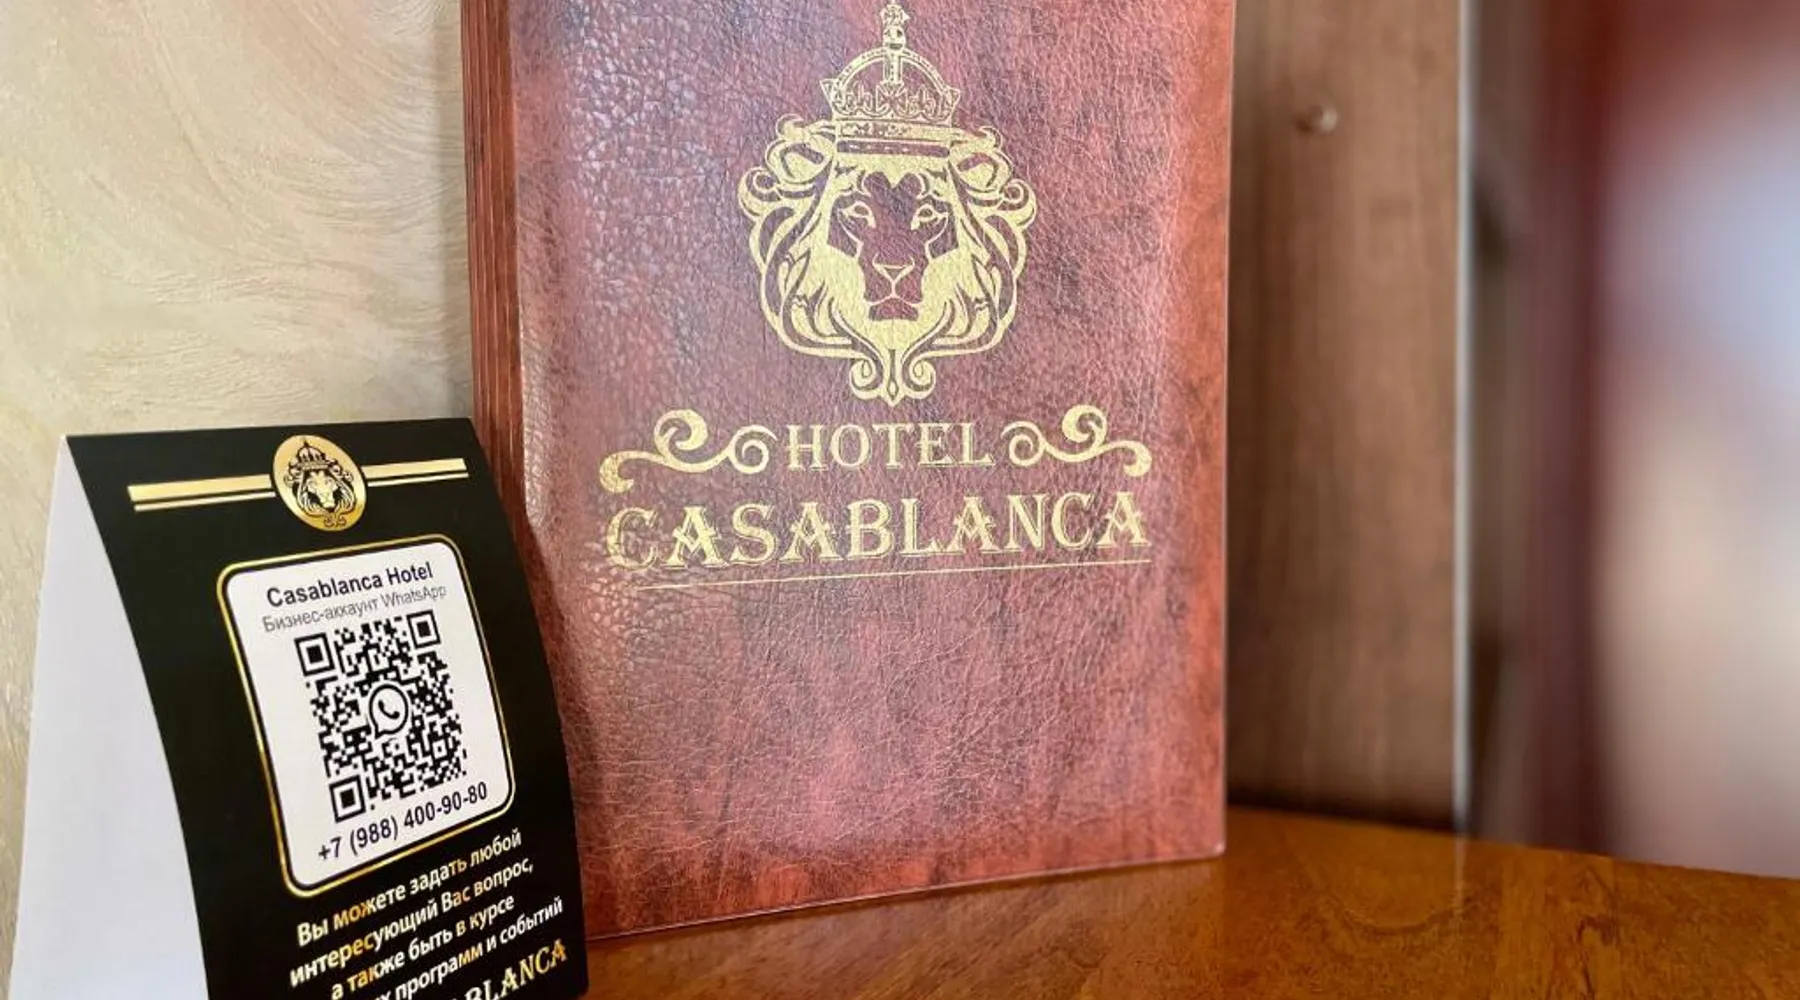 HOTEL
CASABLANCA
Casablanca Hotel
Бизнес-аккаунт WhatsApp
+7 (988) 400-90-80
Вы можете задать любой
интересующий Вас вопрос,
а также быть в курсе
программ и событий